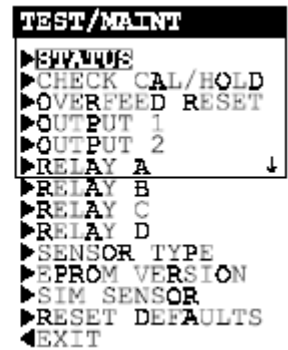 TEST/MAINT
▶STATUS
▶CHECK CAL/HOLD
▶OVERFEED RESET
▶OUTPUT 1
▶OUTPUT 2
▶RELAY A ↓
▶RELAY B
▶RELAY C
▶RELAY D
▶SENSOR TYPE
▶EPROM VERSION
▶SIM SENSOR
▶RESET DEFAULTS
◀EXIT